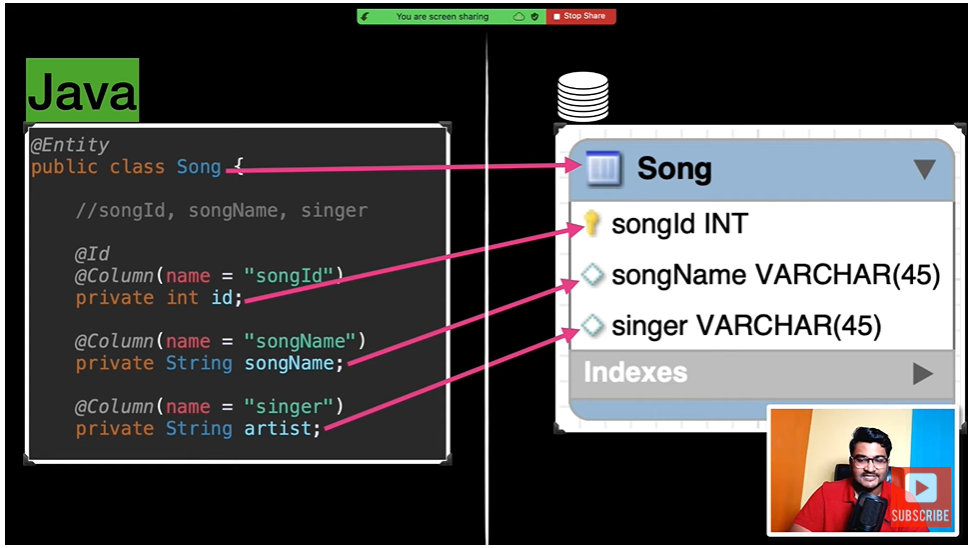 You are screen sharing
Stop Share
Java
@Entity
public class Song {
//songId, songName, singer
@Id
@Column(name = "songId")
private int id;
@Column(name = "songName")
private String songName;
@Column(name = "singer")
private String artist;
Song
songId INT
songName VARCHAR(45)
singer VARCHAR(45)
Indexes
SUBSCRIBE